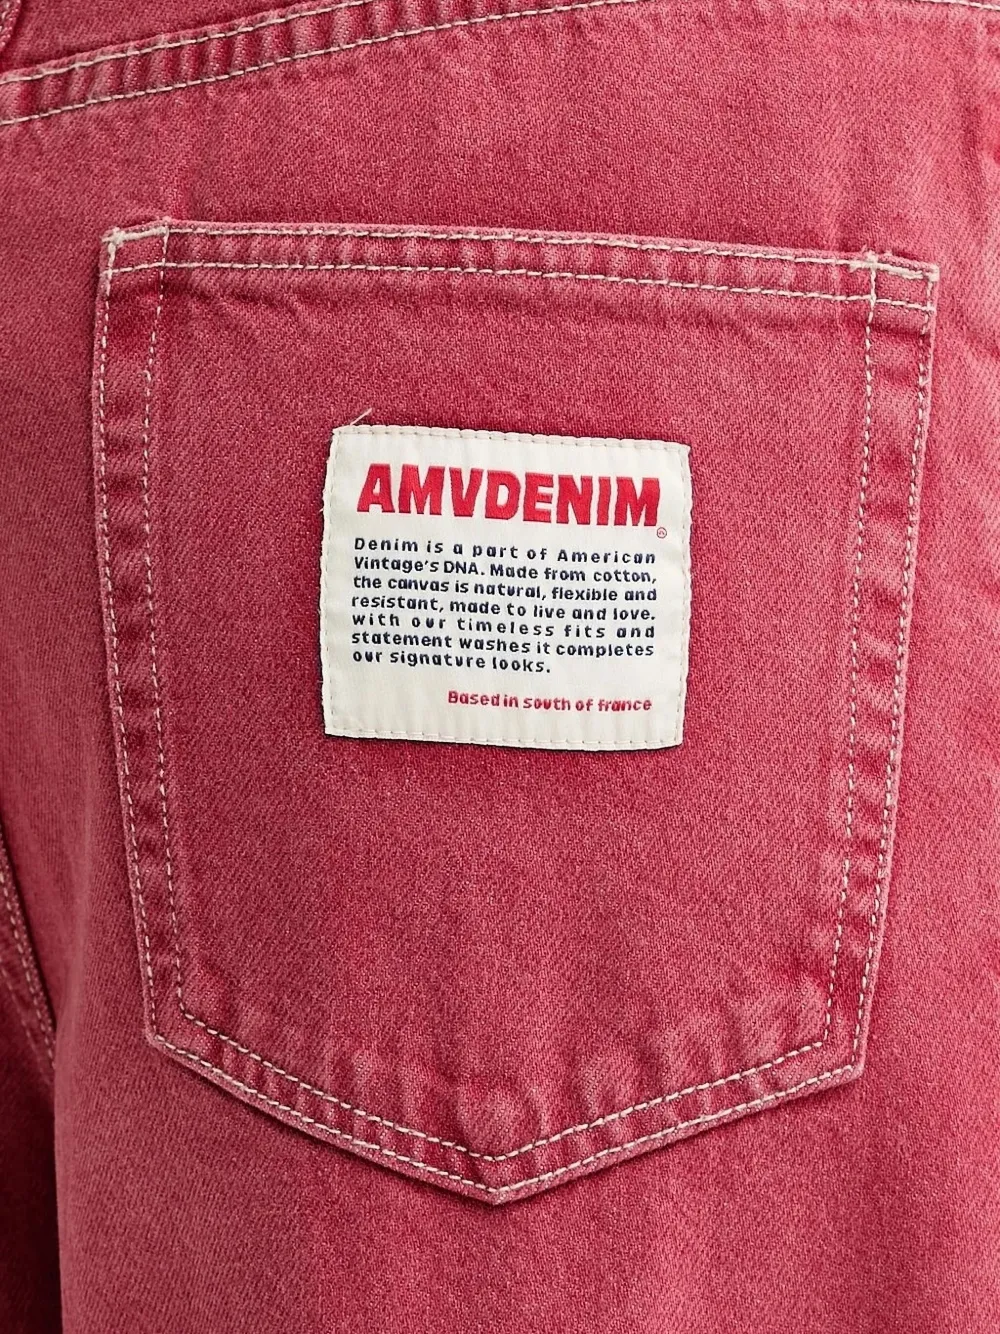 AMVDENIM
®
Denim is a part of American
Vintage's DNA. Made from cotton,
the canvas is natural, flexible and
resistant, made to live and love.
with our timeless fits and
statement washes it completes
our signature looks.
Based in south of france